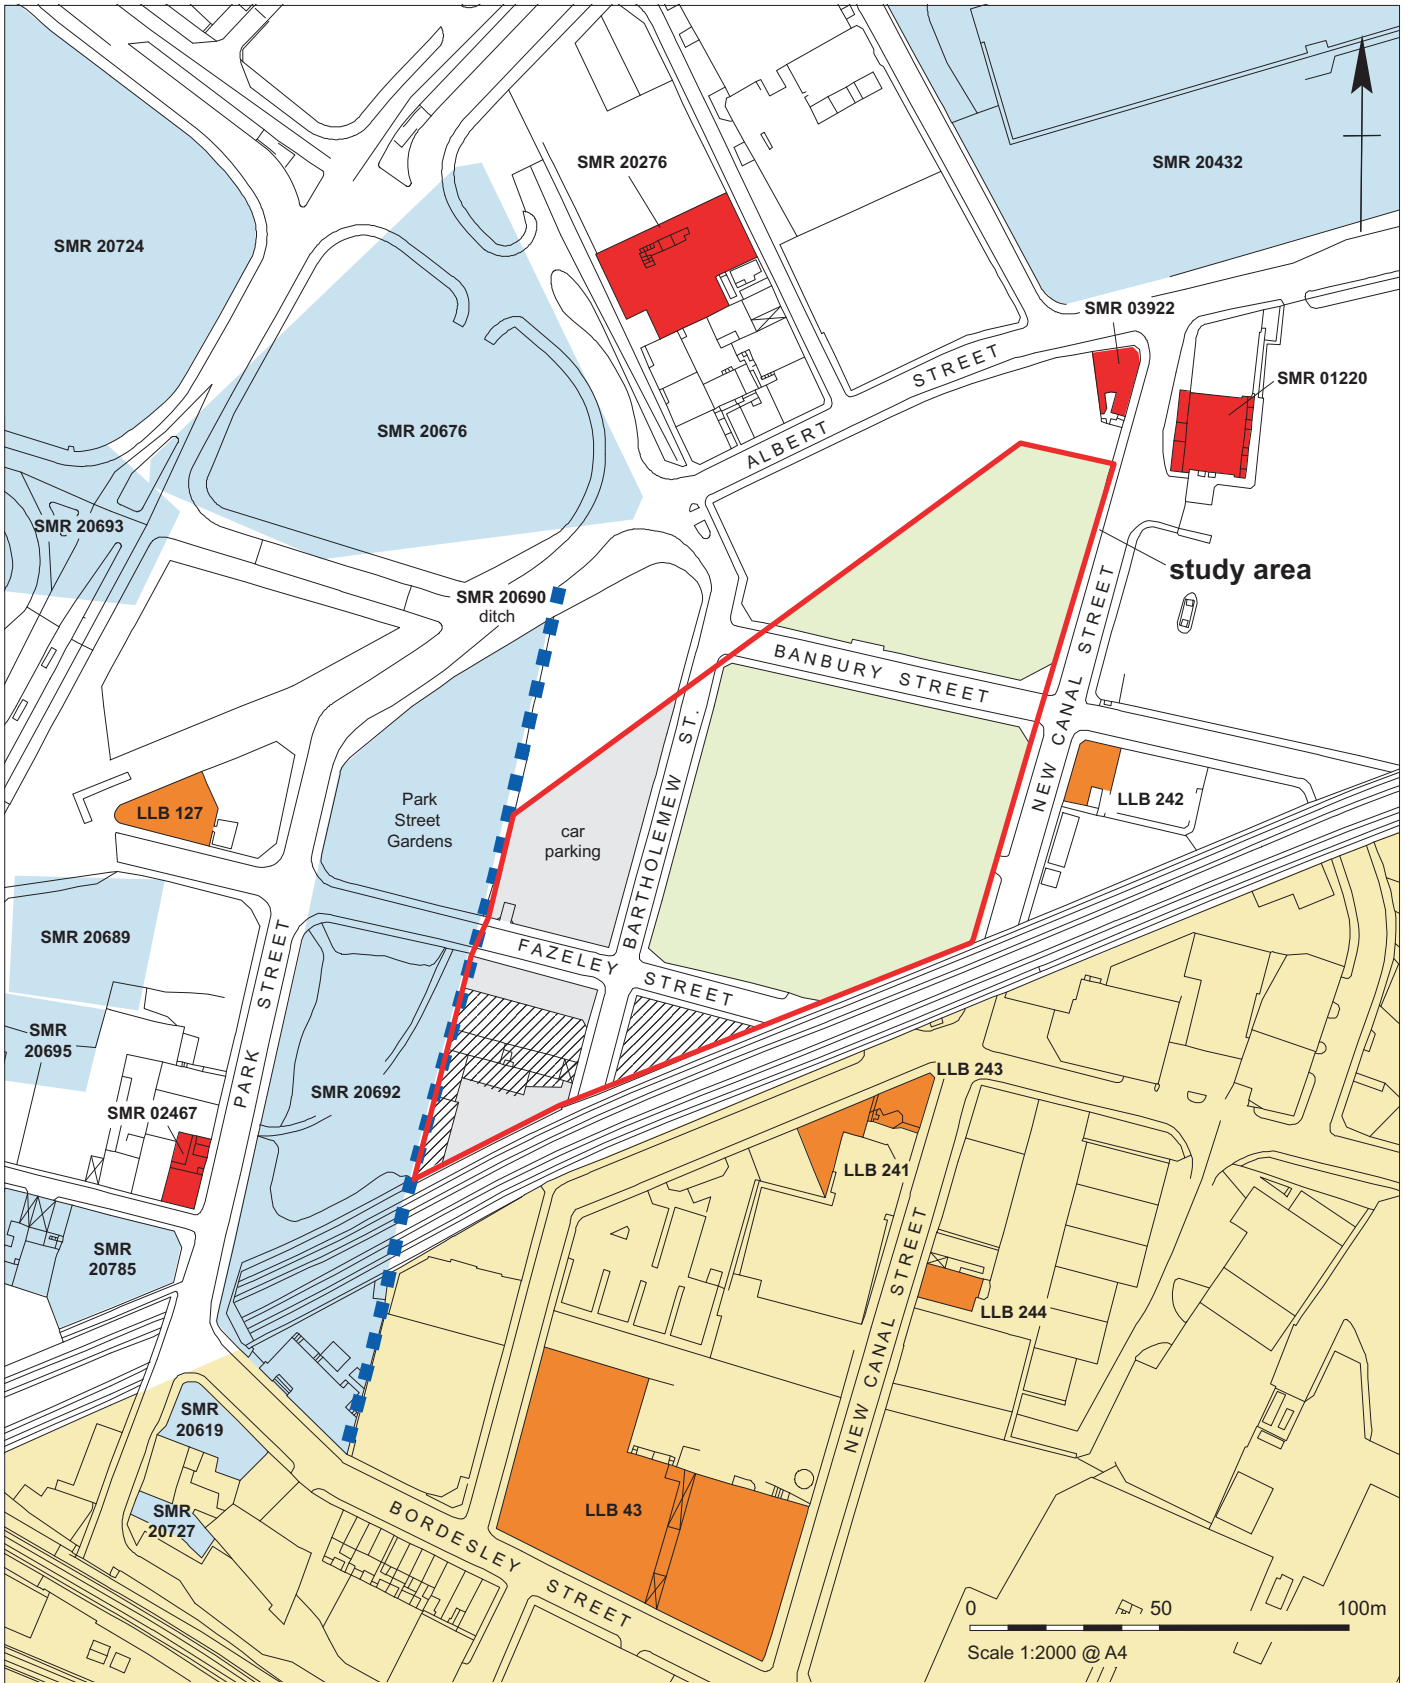 SMR 20276
SMR 20432
SMR 20724
SMR 03922
SMR 01220
ALBERT STREET
SMR 20676
SMR 20693
study area
SMR 20690
ditch
BANBURY STREET
NEW CANAL STREET
BARTHOLEMEW ST.
LLB 127
Park
Street
Gardens
car
parking
LLB 242
SMR 20689
PARK STREET
FAZELEY STREET
SMR
20695
SMR 20692
LLB 243
SMR 02467
LLB 241
SMR
20785
NEW CANAL STREET
LLB 244
SMR
20619
SMR
20727
LLB 43
BORDESLEY STREET
0 50 100m
Scale 1:2000 @ A4